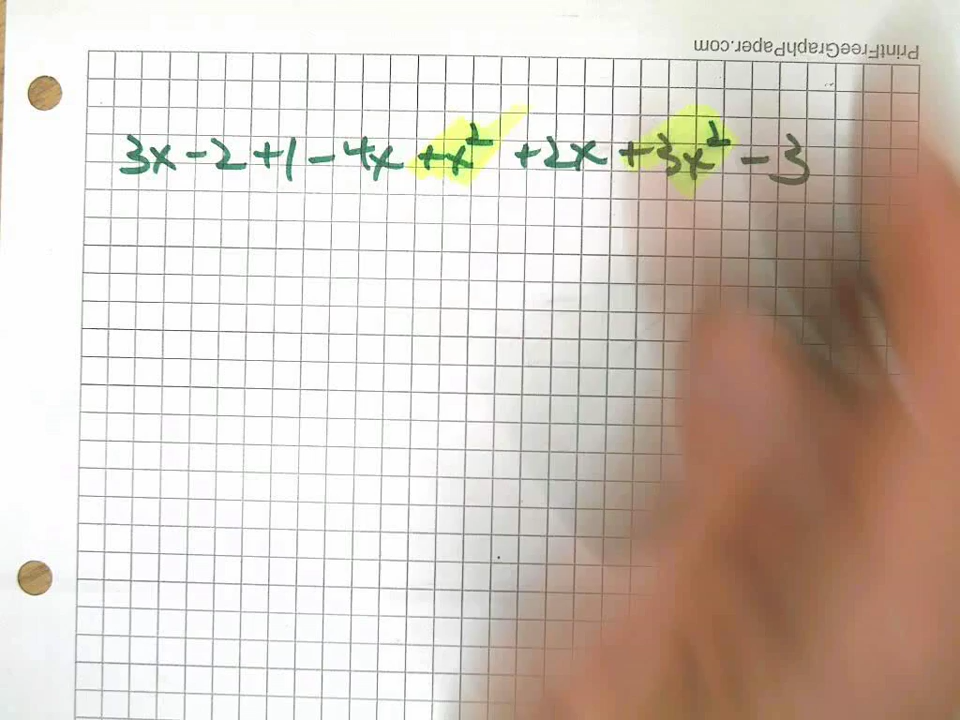 PrintFreeGraphPaper.com
3x - 2 + 1 - 4x + x² + 2x + 3x² - 3